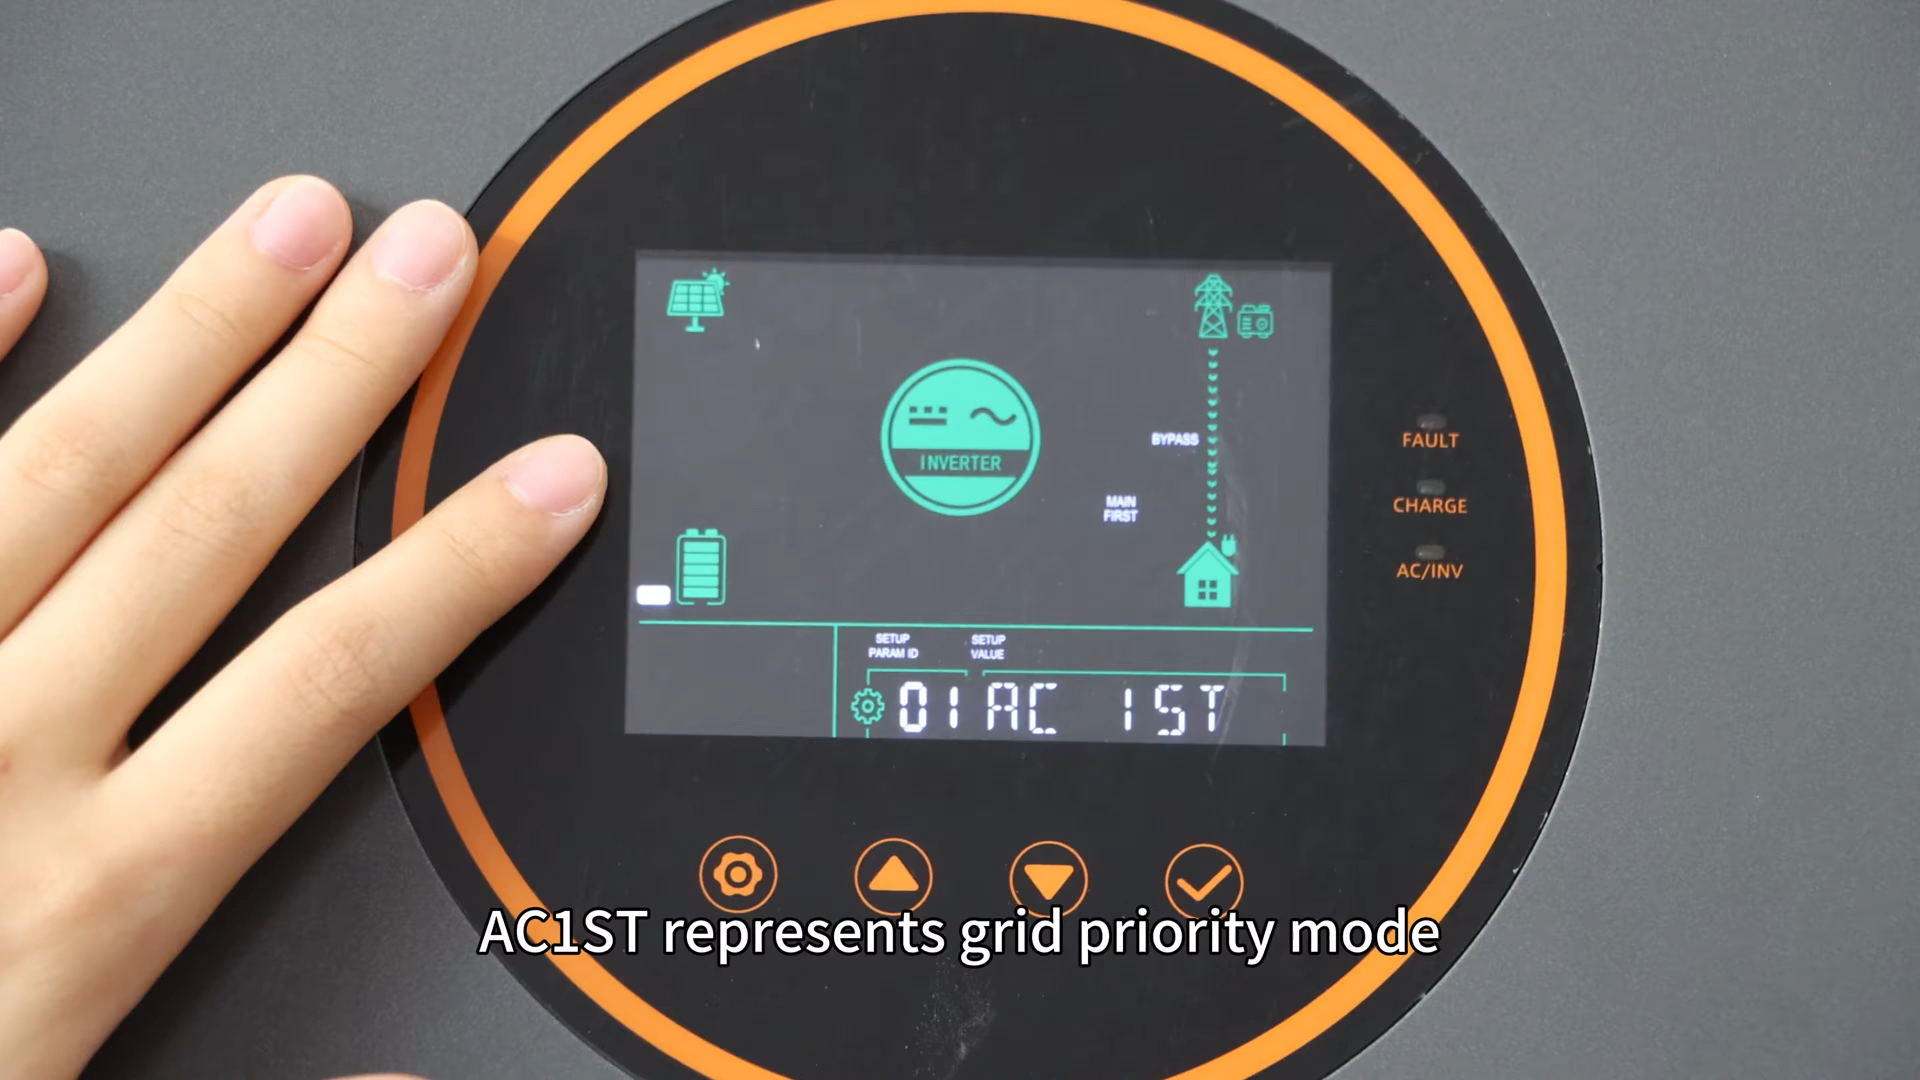 INVERTER
BYPASS
MAIN
FIRST
FAULT
CHARGE
AC/INV
SETUP
PARAM ID
SETUP
VALUE
01 AC 1ST
AC1ST represents grid priority mode